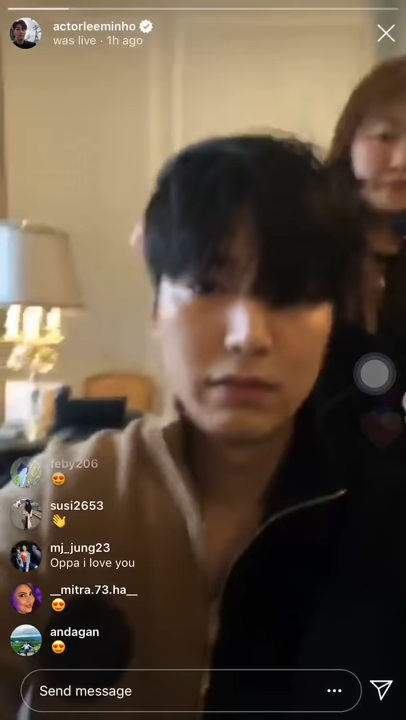 actorleeminho
was live · 1h ago
feby206
😍
susi2653
👋
mj_jung23
Oppa i love you
__mitra.73.ha__
😍
andagan
😍
Send message